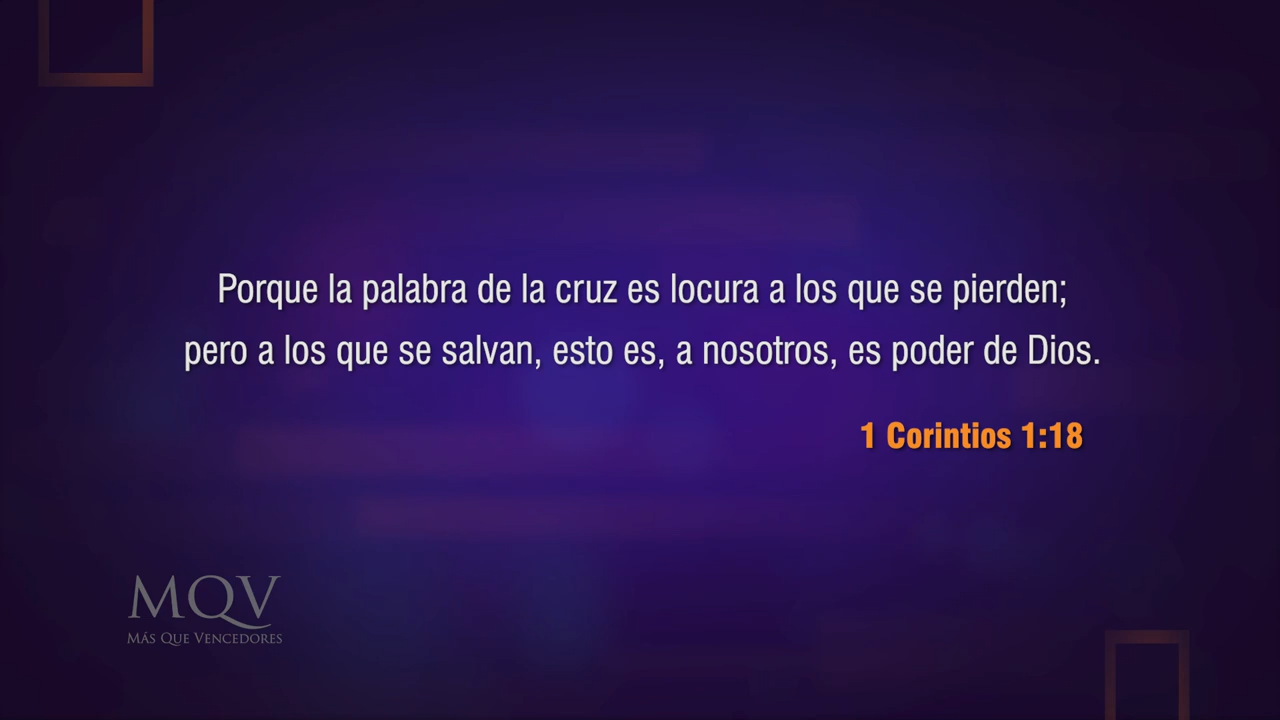 Porque la palabra de la cruz es locura a los que se pierden;
pero a los que se salvan, esto es, a nosotros, es poder de Dios.
1 Corintios 1:18
MQV
MÁS QUE VENCEDORES